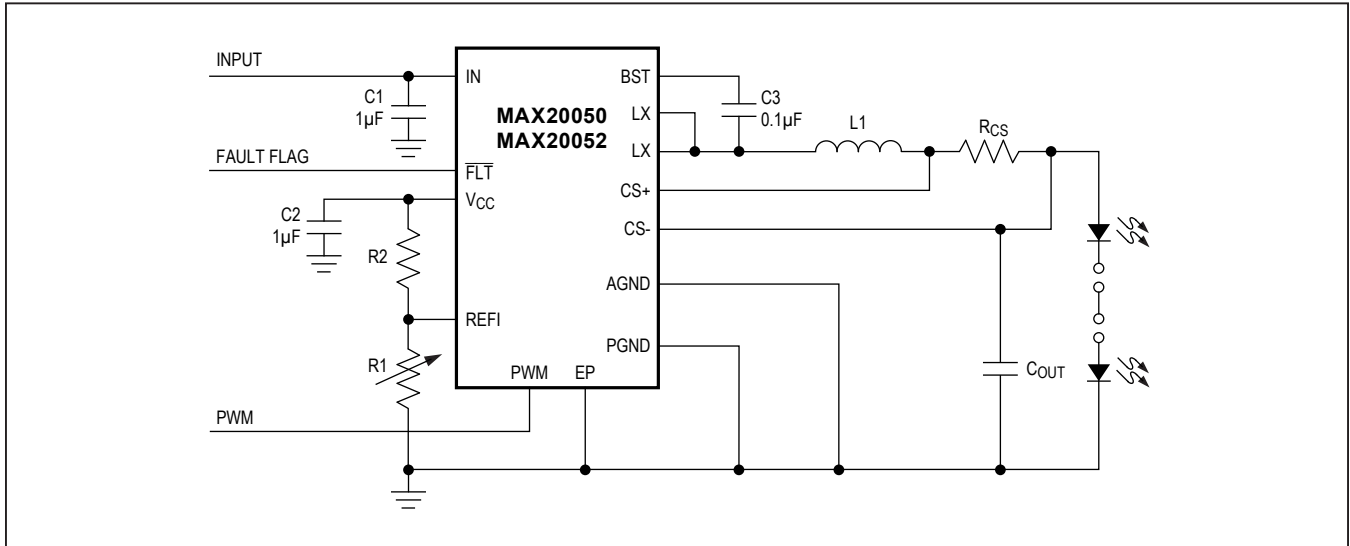 INPUT
C1
1µF
FAULT FLAG
C2
1µF
R2
R1
PWM
IN
MAX20050
MAX20052
FLT
VCC
REFI
PWM
EP
BST
LX
LX
CS+
CS-
AGND
PGND
C3
0.1µF
L1
RCS
COUT